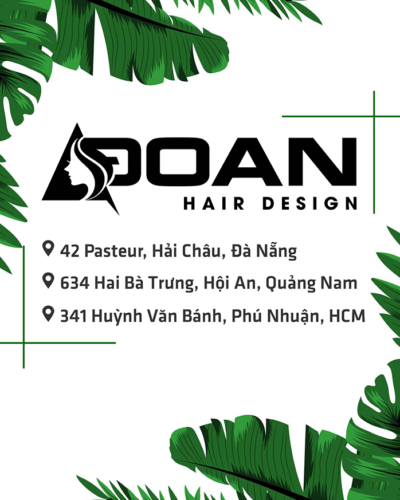 ĐOAN
HAIR DESIGN
42 Pasteur, Hải Châu, Đà Nẵng
634 Hai Bà Trưng, Hội An, Quảng Nam
341 Huỳnh Văn Bánh, Phú Nhuận, HCM